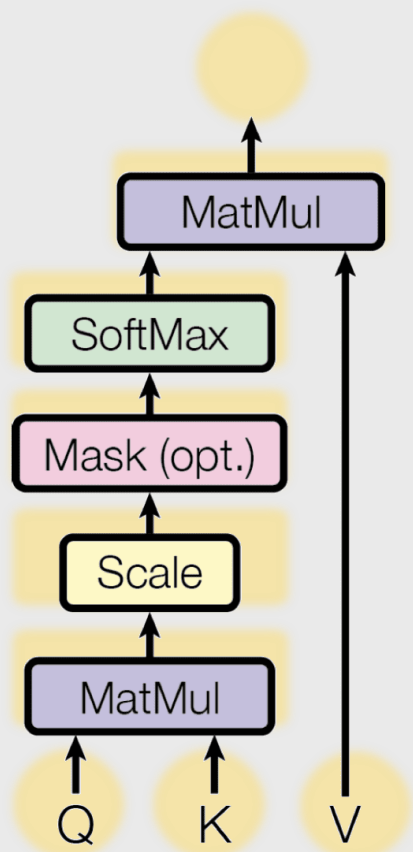 MatMul
SoftMax
Mask (opt.)
Scale
MatMul
Q K V